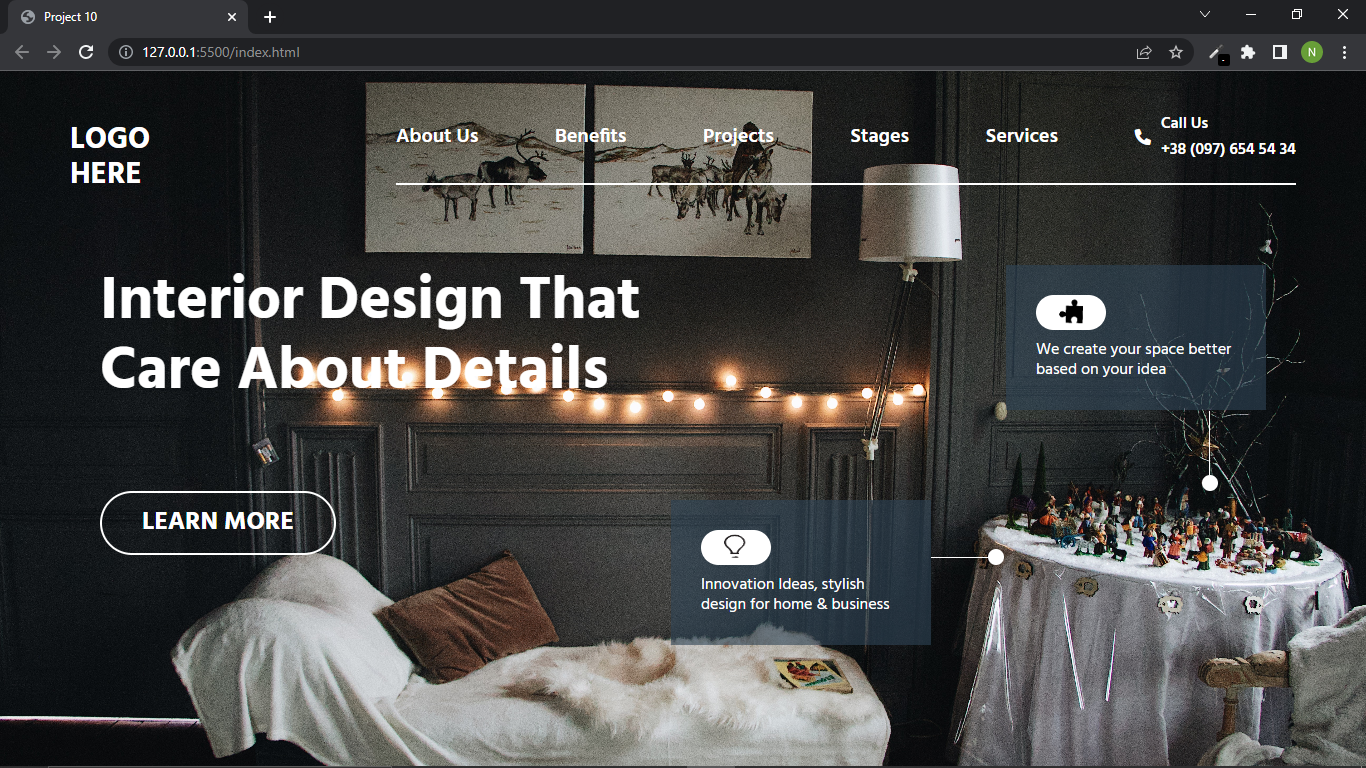 Project 10
127.0.0.1:5500/index.html
N
LOGO
HERE
About Us
Benefits
Projects
Stages
Services
Call Us
+38 (097) 654 54 34
Interior Design That
Care About Details
We create your space better
based on your idea
LEARN MORE
Innovation Ideas, stylish
design for home & business